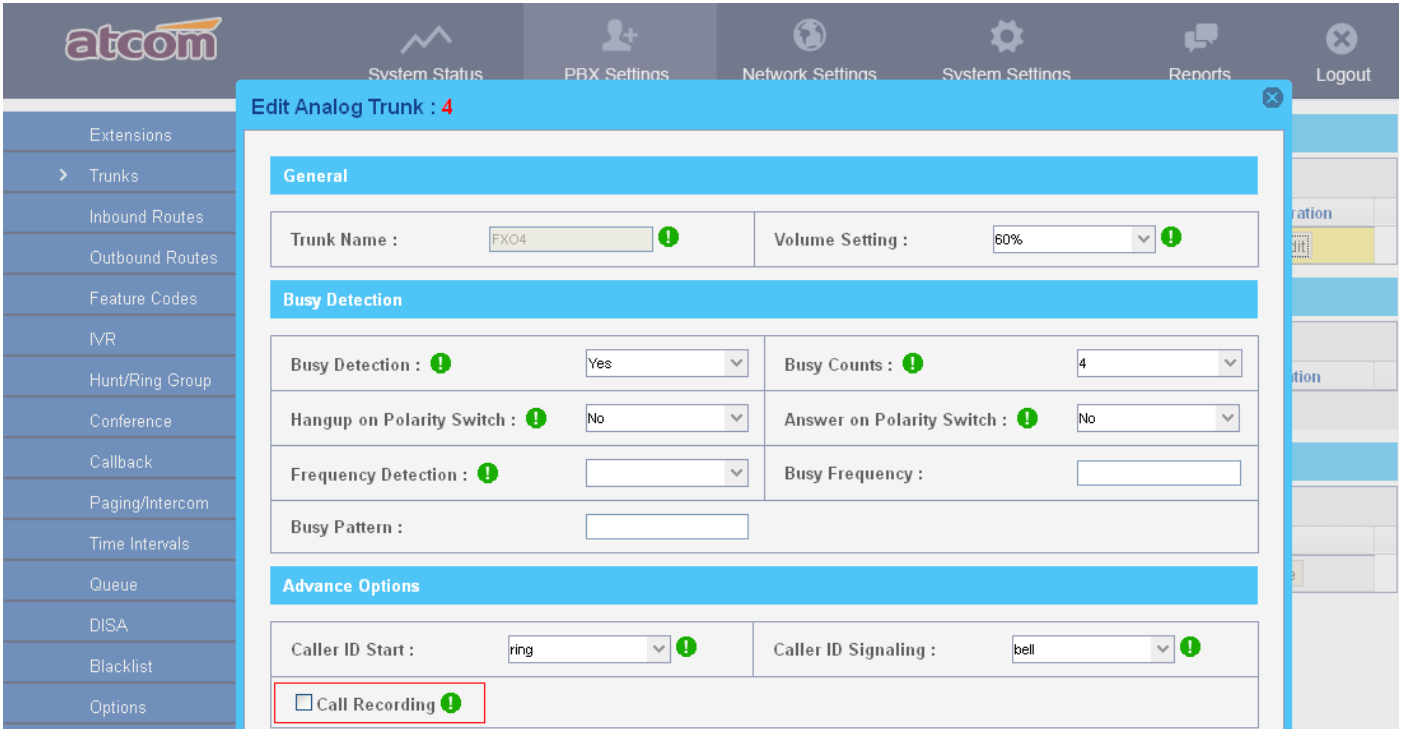 atcom
System Status
PBX Settings
Network Settings
System Settings
Reports
Logout
Edit Analog Trunk : 4
Extensions
Trunks
Inbound Routes
Outbound Routes
Feature Codes
IVR
Hunt/Ring Group
Conference
Callback
Paging/Intercom
Time Intervals
Queue
DISA
Blacklist
Options
General
Trunk Name : FXO4
Volume Setting : 60%
Busy Detection
Busy Detection : Yes
Busy Counts : 4
Hangup on Polarity Switch : No
Answer on Polarity Switch : No
Frequency Detection :
Busy Frequency :
Busy Pattern :
Advance Options
Caller ID Start : ring
Caller ID Signaling : bell
Call Recording